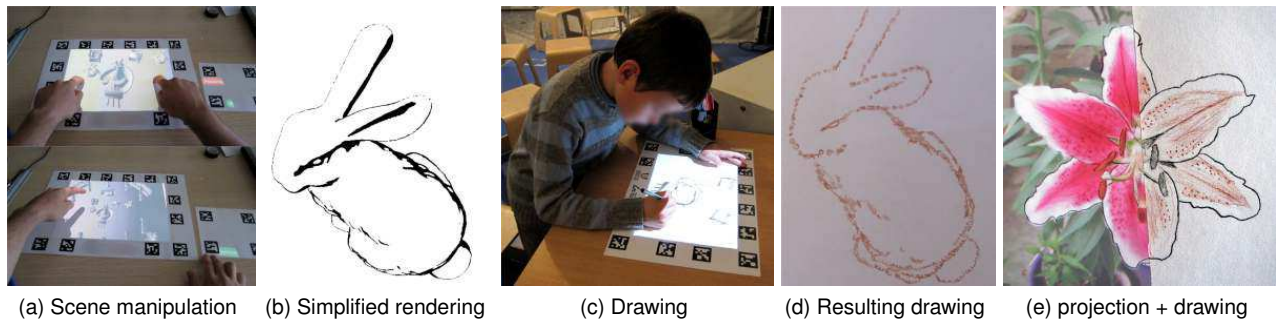 (a) Scene manipulation
(b) Simplified rendering
(c) Drawing
(d) Resulting drawing
(e) projection + drawing